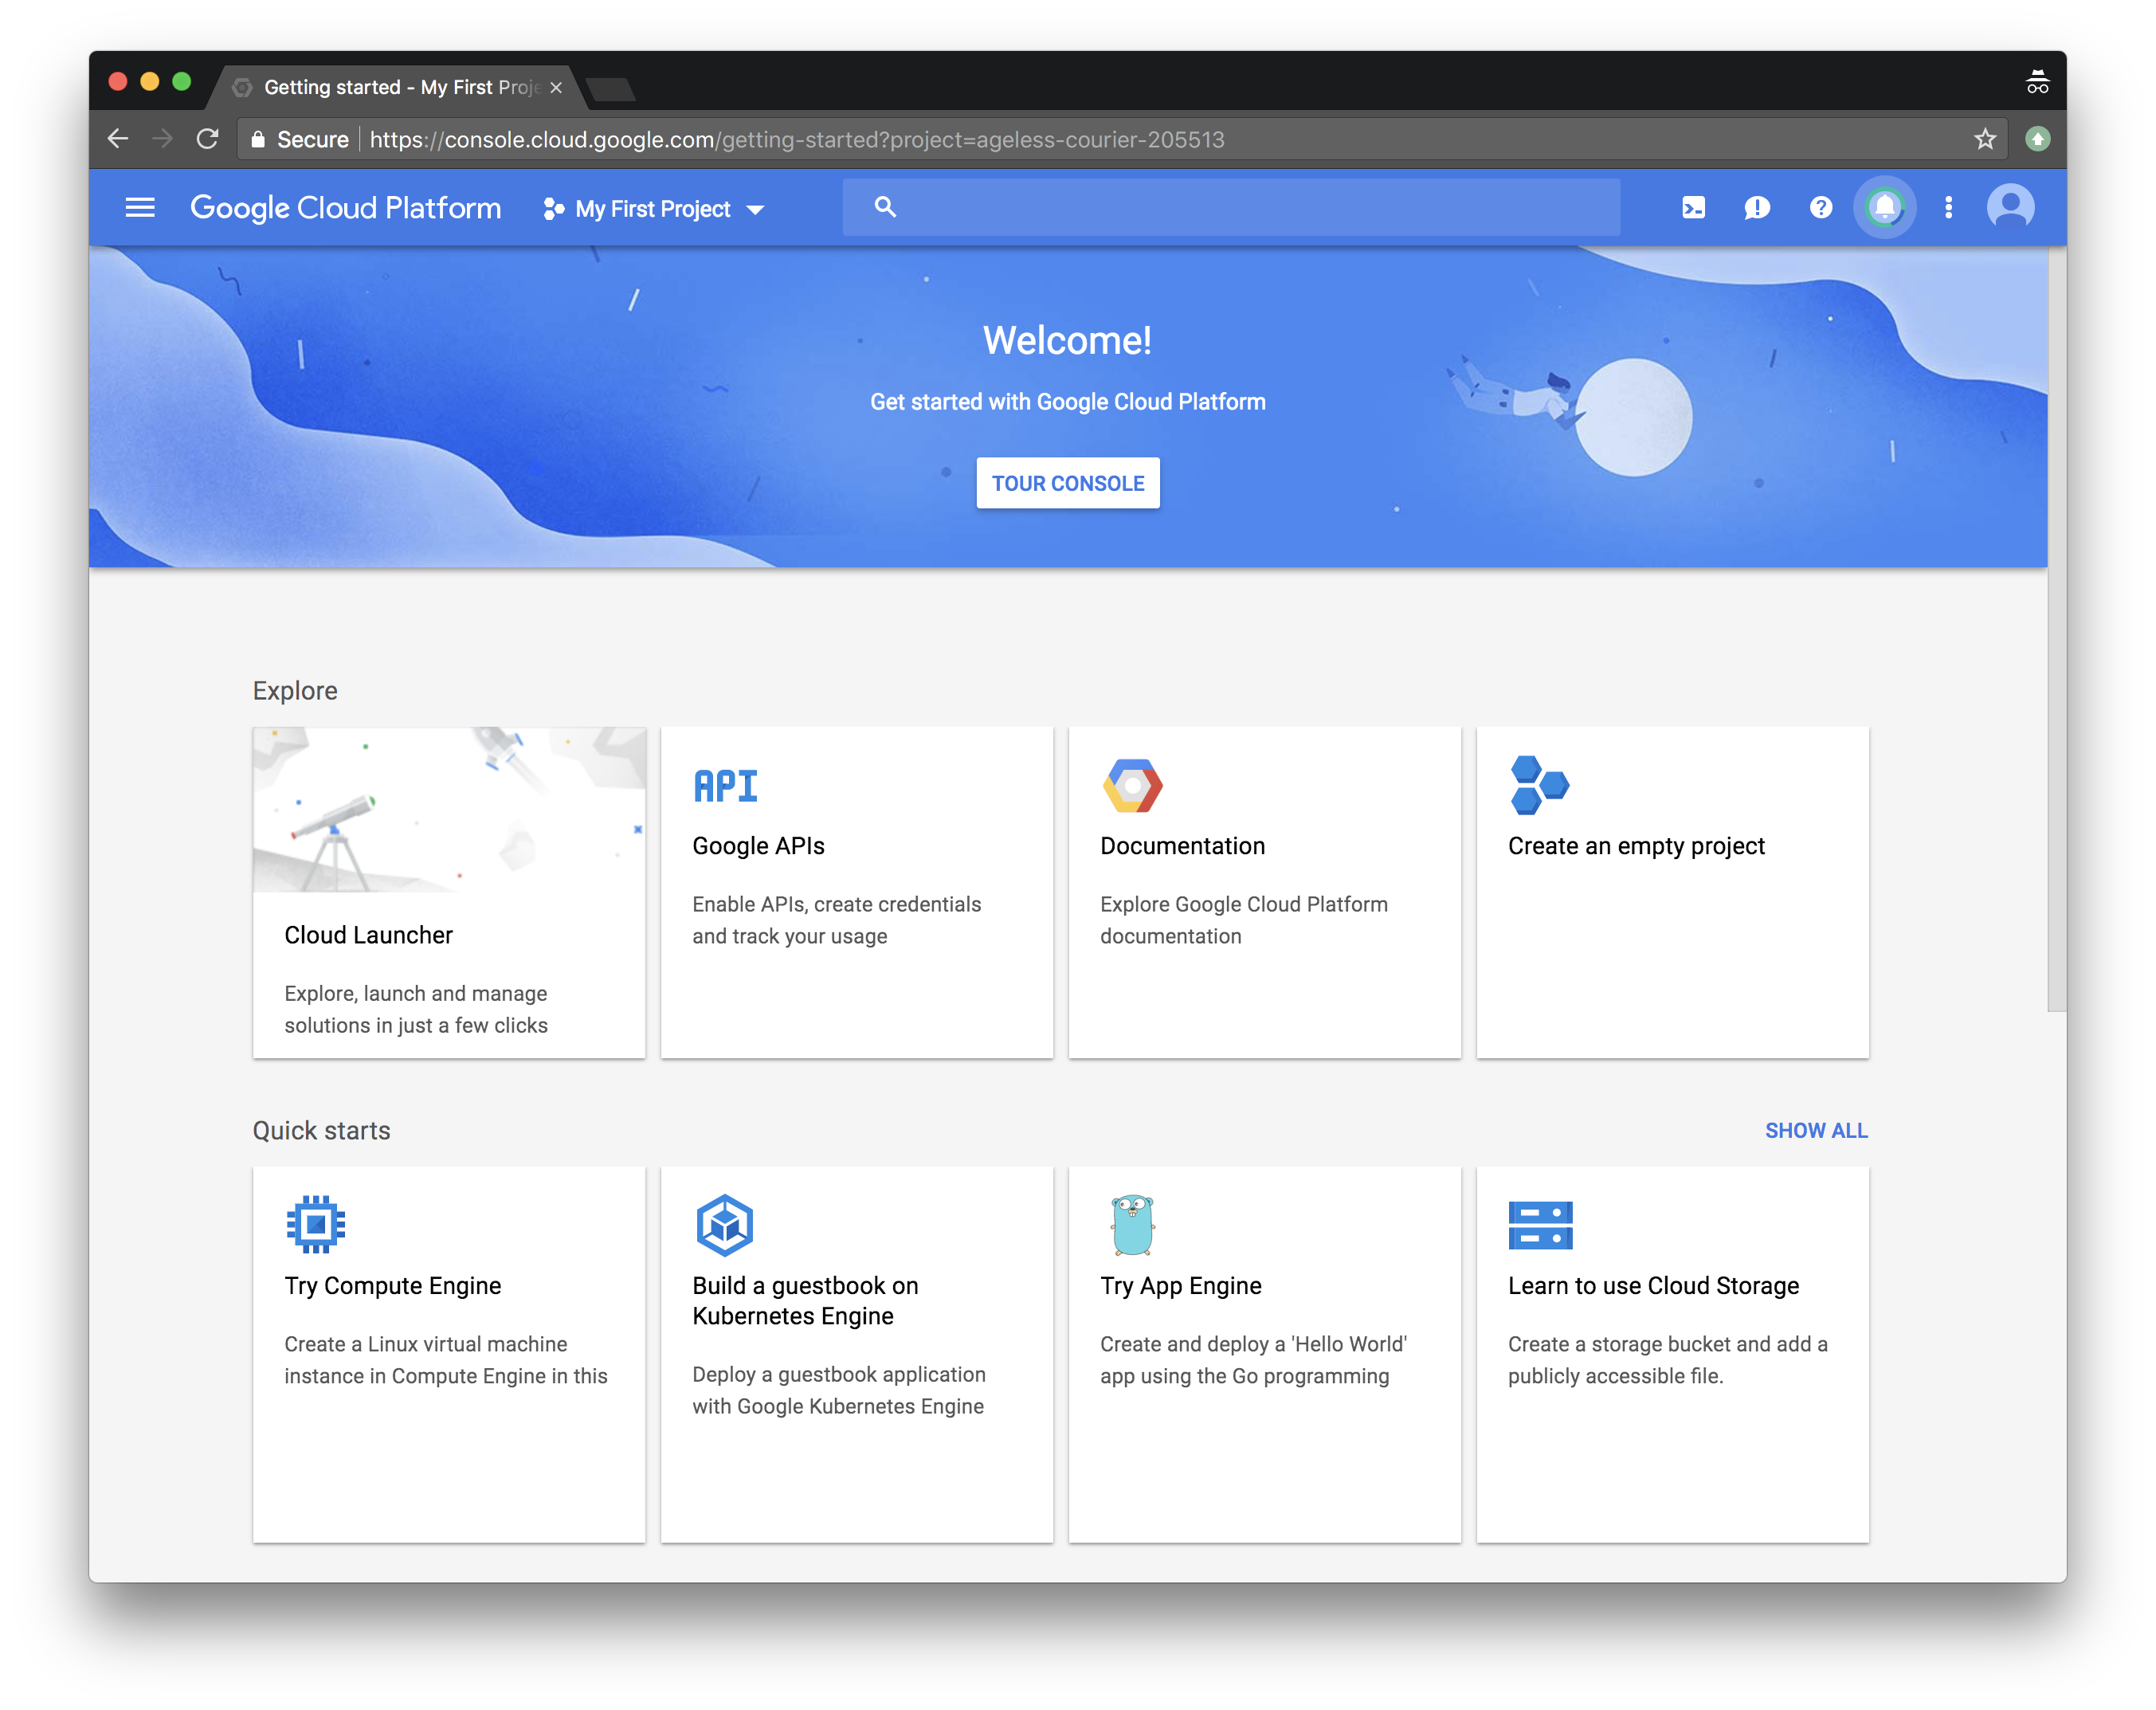 Getting started - My First Proje
Secure
https://console.cloud.google.com/getting-started?project=ageless-courier-205513
Google Cloud Platform
My First Project
Welcome!
Get started with Google Cloud Platform
TOUR CONSOLE
Explore
API
Cloud Launcher
Explore, launch and manage
solutions in just a few clicks
Google APIs
Enable APIs, create credentials
and track your usage
Documentation
Explore Google Cloud Platform
documentation
Create an empty project
Quick starts
SHOW ALL
Try Compute Engine
Create a Linux virtual machine
instance in Compute Engine in this
Build a guestbook on
Kubernetes Engine
Deploy a guestbook application
with Google Kubernetes Engine
Try App Engine
Create and deploy a 'Hello World'
app using the Go programming
Learn to use Cloud Storage
Create a storage bucket and add a
publicly accessible file.